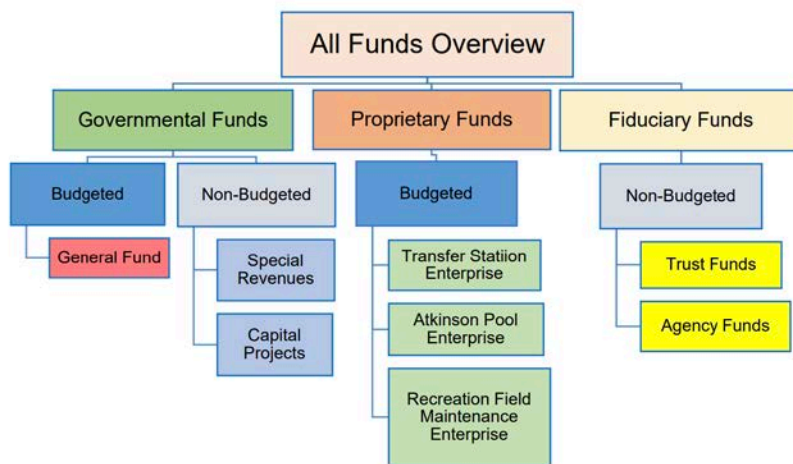 All Funds Overview
Governmental Funds
Proprietary Funds
Fiduciary Funds
Budgeted
Non-Budgeted
Budgeted
Non-Budgeted
General Fund
Special
Revenues
Capital
Projects
Transfer Statiion
Enterprise
Atkinson Pool
Enterprise
Recreation Field
Maintenance
Enterprise
Trust Funds
Agency Funds